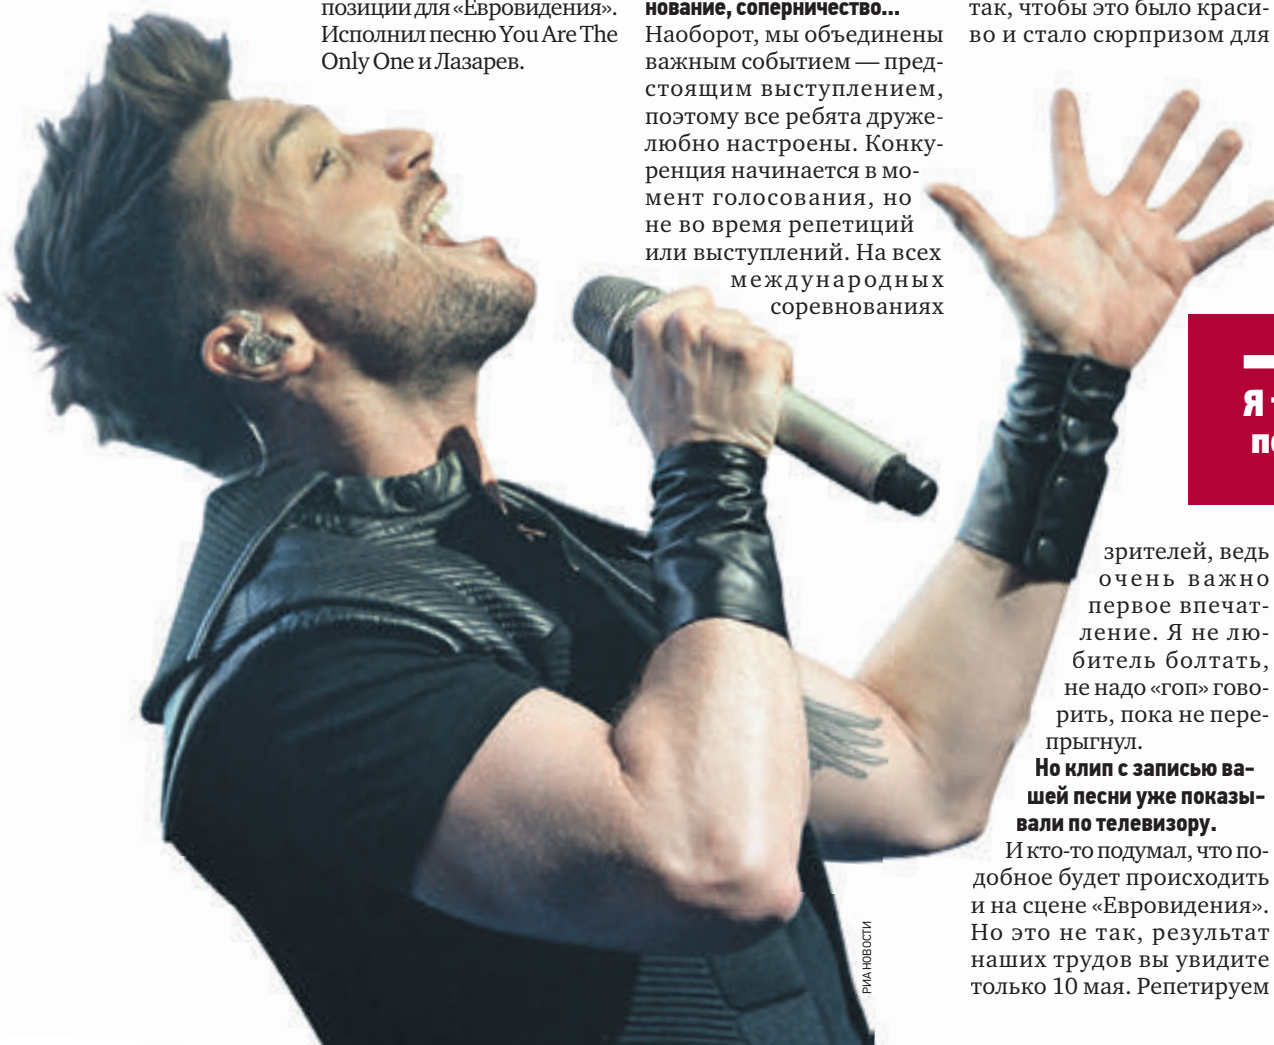 позиции для «Евровидения».
Исполнил песню You Are The
Only One и Лазарев.
нование, соперничество...
Наоборот, мы объединены
важным событием — пред-
стоящим выступлением,
поэтому все ребята друже-
любно настроены. Конку-
ренция начинается в мо-
мент голосования, но
не во время репетиций
или выступлений. На всех
международных
соревнованиях
так, чтобы это было краси-
во и стало сюрпризом для
Я
зрителей, ведь
очень важно
первое впечат-
ление. Я не лю-
битель болтать,
не надо «гоп» гово-
рить, пока не пере-
прыгнул.
Но клип с записью ва-
шей песни уже показы-
вали по телевизору.
И кто-то подумал, что по-
добное будет происходить
и на сцене «Евровидения».
Но это не так, результат
наших трудов вы увидите
только 10 мая. Репетируем
РИА НОВОСТИ